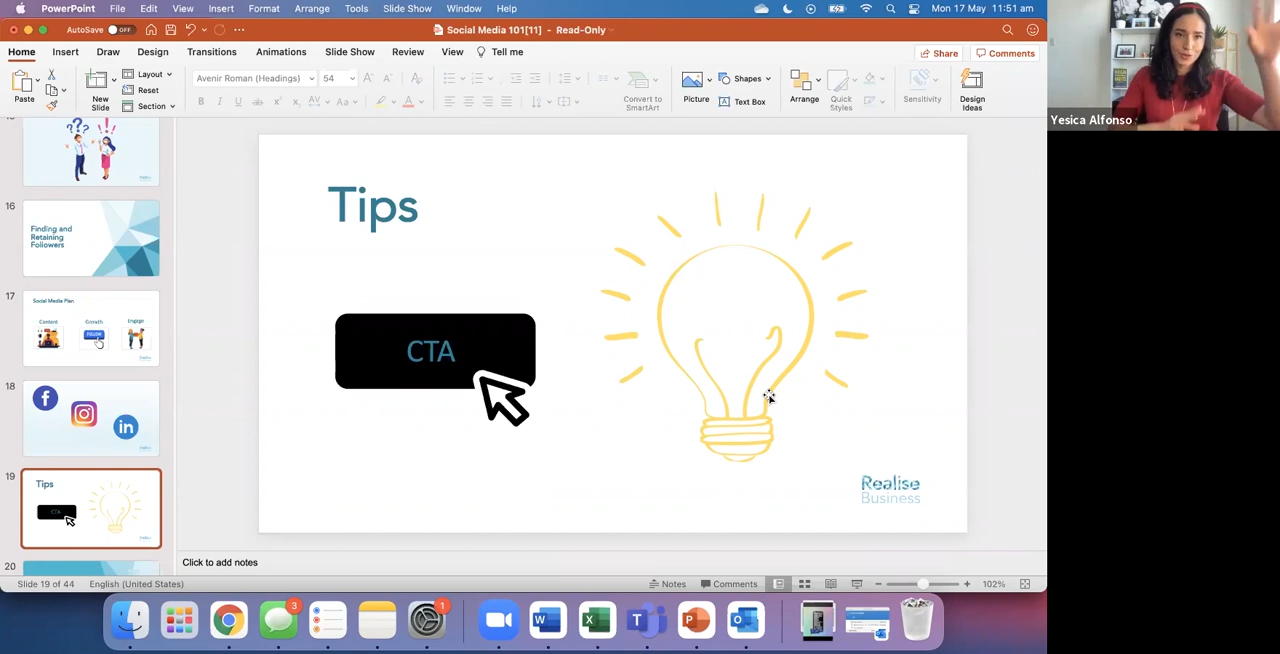 PowerPoint File Edit View Insert Format Arrange Tools Slide Show Window Help Mon 17 May 11:51 am
AutoSave OFF Social Media 101[11] - Read-Only
Home Insert Draw Design Transitions Animations Slide Show Review View Tell me Share Comments
Paste
New Slide
Layout
Reset
Section
Avenir Roman (Headings) 54
Convert to SmartArt
Picture
Shapes
Text Box
Arrange
Quick Styles
Sensitivity
Design Ideas
Yesica Alfonso
16
Finding and
Retaining
Followers
17
Social Media Plan
Content Growth Engage
FOLLOW
18
19
Tips
CTA
20
Tips
CTA
Realise
Business
Click to add notes
Slide 19 of 44 English (United States) Notes Comments 102%
3
1